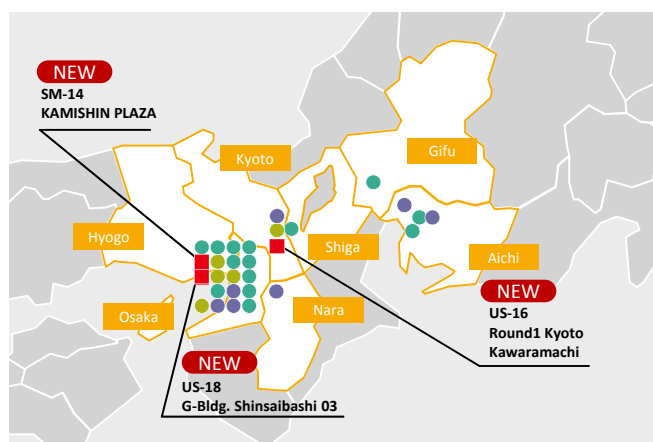 NEW
SM-14
KAMISHIN PLAZA
Kyoto
Gifu
Hyogo
Shiga
Aichi
Osaka
Nara
NEW
US-16
Round1 Kyoto
Kawaramachi
NEW
US-18
G-Bldg. Shinsaibashi 03